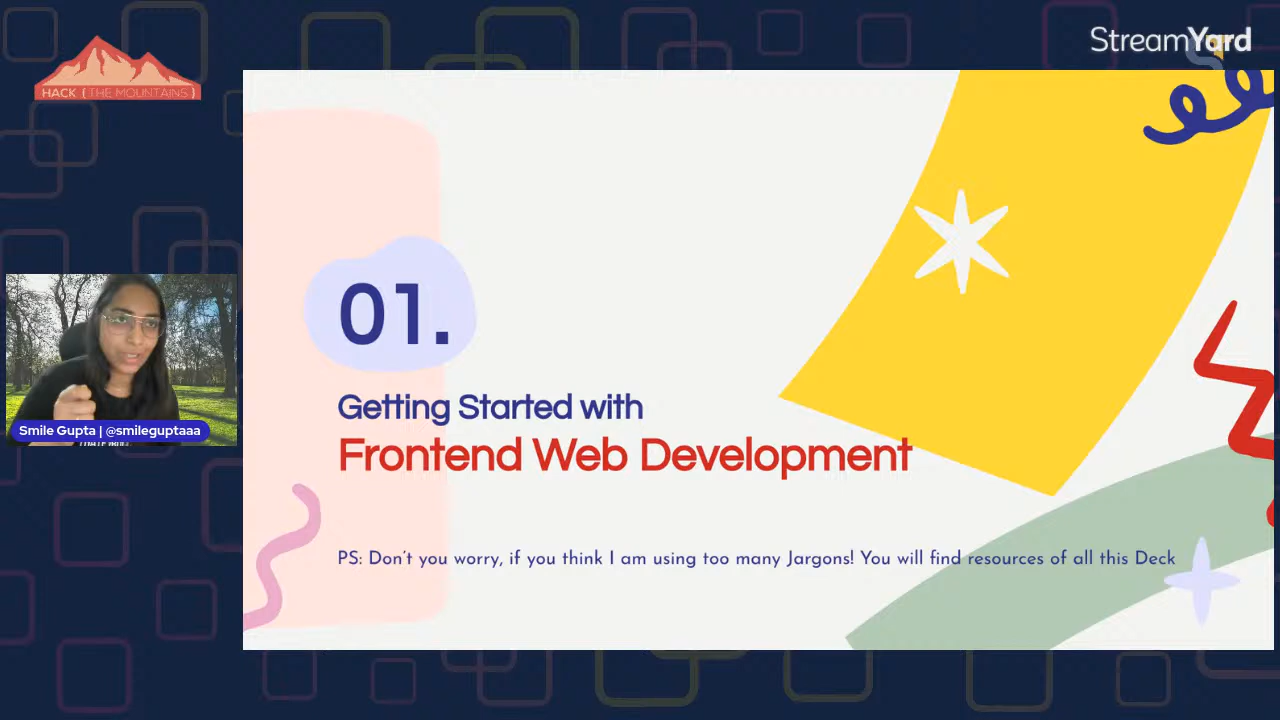 StreamYard
HACK {THE MOUNTAINS}
01.
Getting Started with
Frontend Web Development
Smile Gupta | @smileguptaaa
PS: Don't you worry, if you think I am using too many Jargons! You will find resources of all this Deck